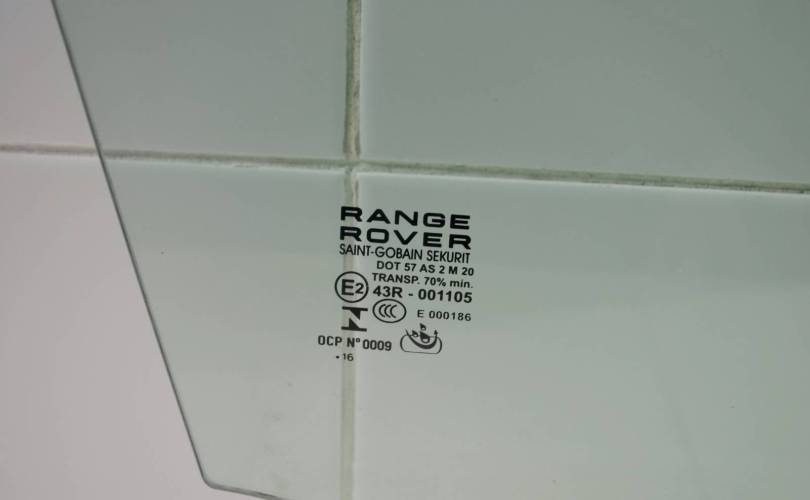 RANGE
ROVER
SAINT-GOBAIN SEKURIT
DOT 57 AS 2 M 20
TRANSP. 70% min.
E2 43R - 001105
CCC E 000186
OCP Nº 0009
.16